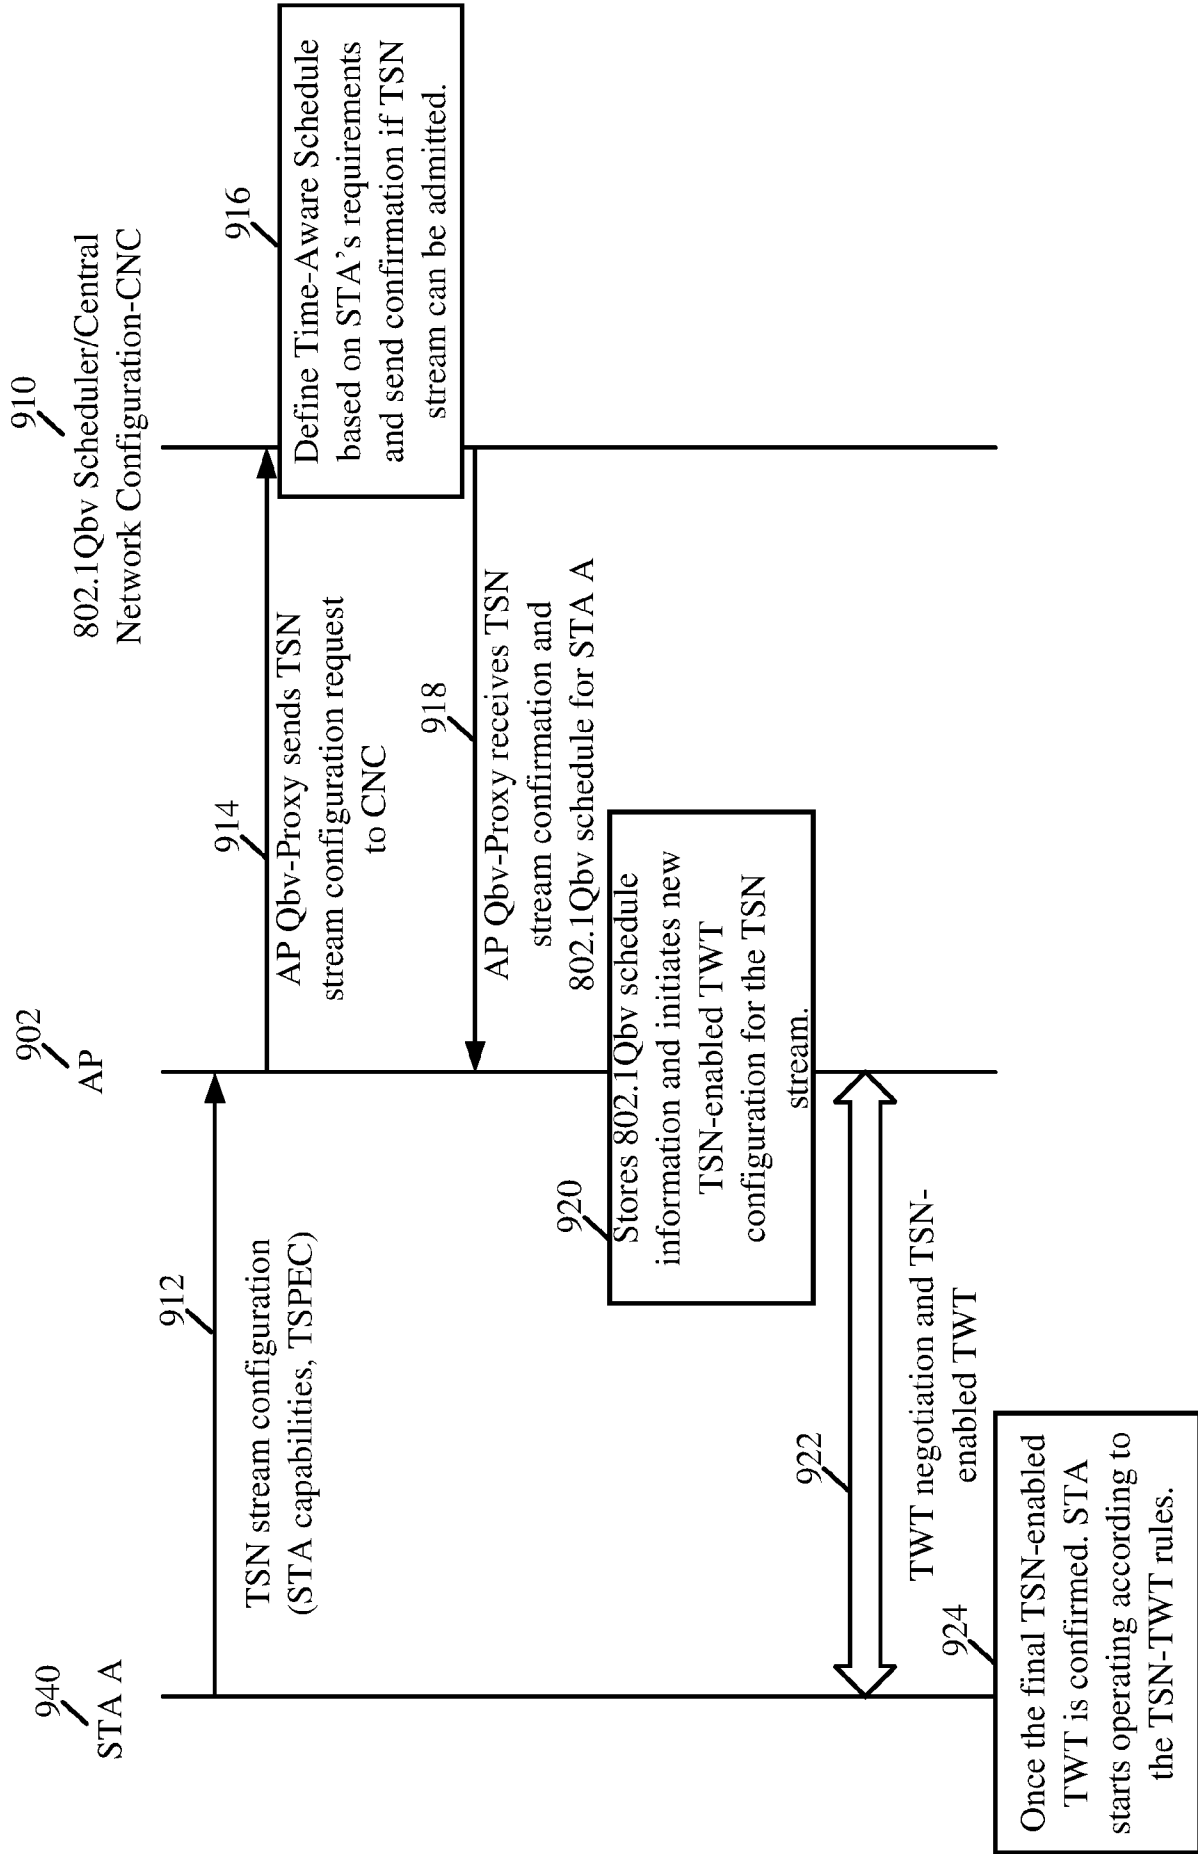 940
STA A
902
AP
910
802.1Qbv Scheduler/Central
Network Configuration-CNC
912
TSN stream configuration
(STA capabilities, TSPEC)
914
AP Qbv-Proxy sends TSN
stream configuration request
to CNC
916
Define Time-Aware Schedule
based on STA's requirements
and send confirmation if TSN
stream can be admitted.
918
AP Qbv-Proxy receives TSN
stream confirmation and
802.1Qbv schedule for STA A
920
Stores 802.1Qbv schedule
information and initiates new
TSN-enabled TWT
configuration for the TSN
stream.
922
TWT negotiation and TSN-
enabled TWT
924
Once the final TSN-enabled
TWT is confirmed. STA
starts operating according to
the TSN-TWT rules.